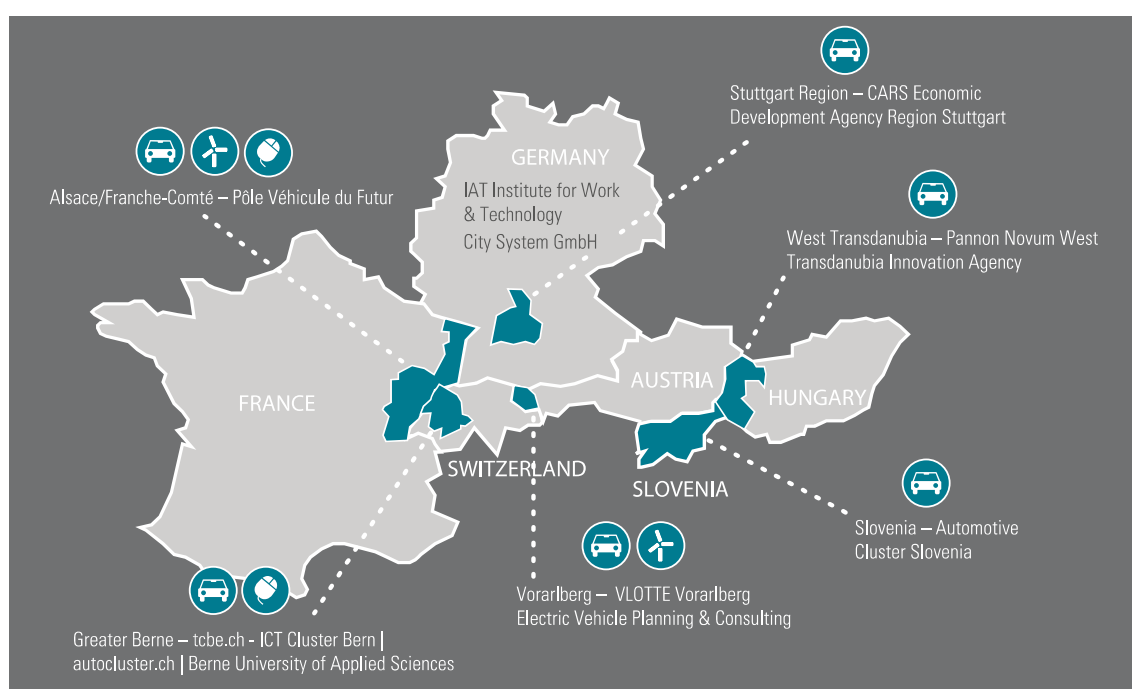 Stuttgart Region – CARS Economic
Development Agency Region Stuttgart
GERMANY
IAT Institute for Work
& Technology
City System GmbH
Alsace/Franche-Comté – Pôle Véhicule du Futur
West Transdanubia – Pannon Novum West
Transdanubia Innovation Agency
FRANCE
AUSTRIA
HUNGARY
SWITZERLAND
SLOVENIA
Slovenia – Automotive
Cluster Slovenia
Vorarlberg – VLOTTE Vorarlberg
Electric Vehicle Planning & Consulting
Greater Berne – tcbe.ch - ICT Cluster Bern |
autocluster.ch | Berne University of Applied Sciences